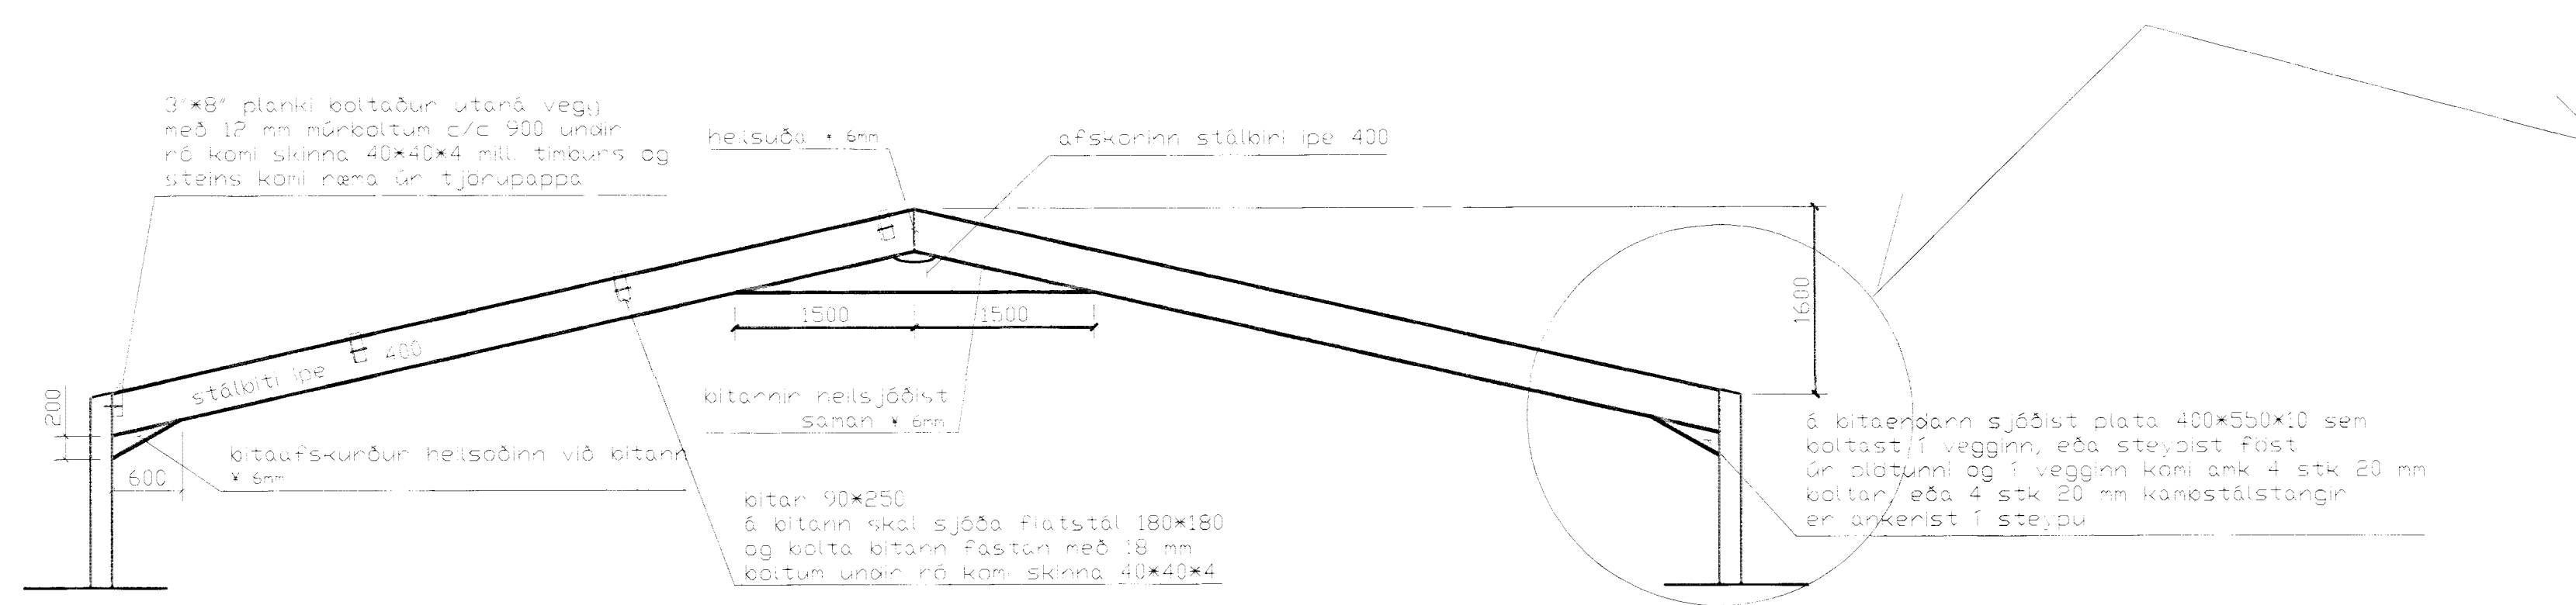 3"*8" planki boltaður utaná vegg
með 12 mm múrboltum c/c 900 undir
ró komi skinna 40*40*4 mill. timburs og
steins komi ræma úr tjörupappa
heilsuða * 6mm
afskorinn stálbiti ipe 400
1600
1500
1500
stálbiti ipe 400
200
600
bitaafskurður heilsoðinn við bitann
¥ 6mm
bitarnir heilsjóðist
saman ¥ 6mm
bitar 90*250
á bitann skal sjóða flatstál 180*180
og bolta bitann fastan með 18 mm
boltum undir ró komi skinna 40*40*4
á bitaendann sjóðist plata 400*550*10 sem
boltast í vegginn, eða steypist föst
úr plötunni og í vegginn komi amk 4 stk 20 mm
boltar, eða 4 stk 20 mm kambstálstangir
er ankerist í steypu